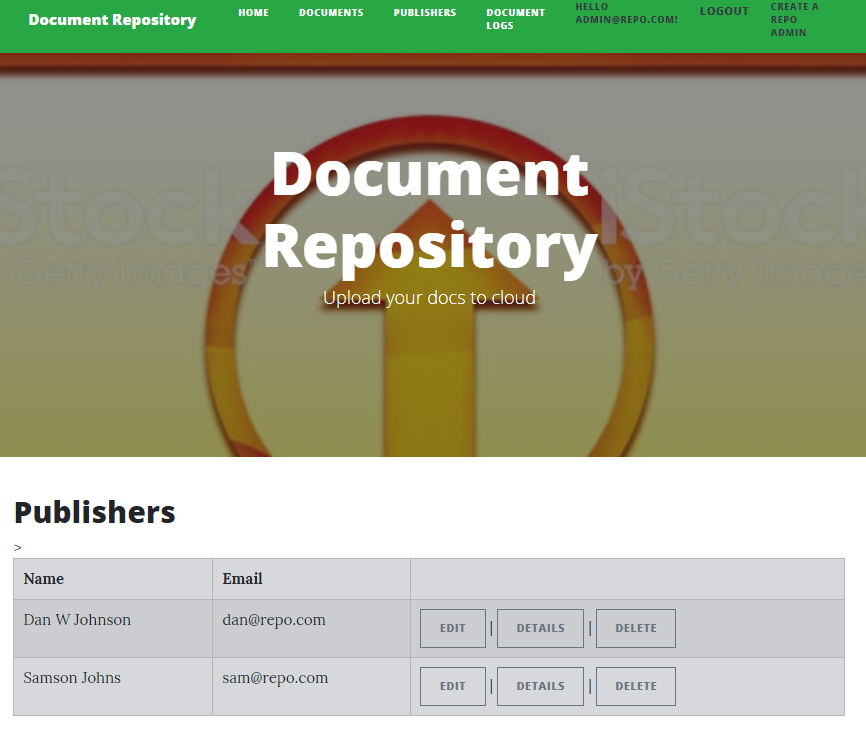 Document Repository
HOME
DOCUMENTS
PUBLISHERS
DOCUMENT
LOGS
HELLO
ADMIN@REPO.COM!
LOGOUT
CREATE A
REPO
ADMIN
iStock
by Getty Images
iStock
by Getty Images
Document
Repository
Upload your docs to cloud
Publishers
>
Name Email
Dan W Johnson dan@repo.com EDIT | DETAILS | DELETE
Samson Johns sam@repo.com EDIT | DETAILS | DELETE